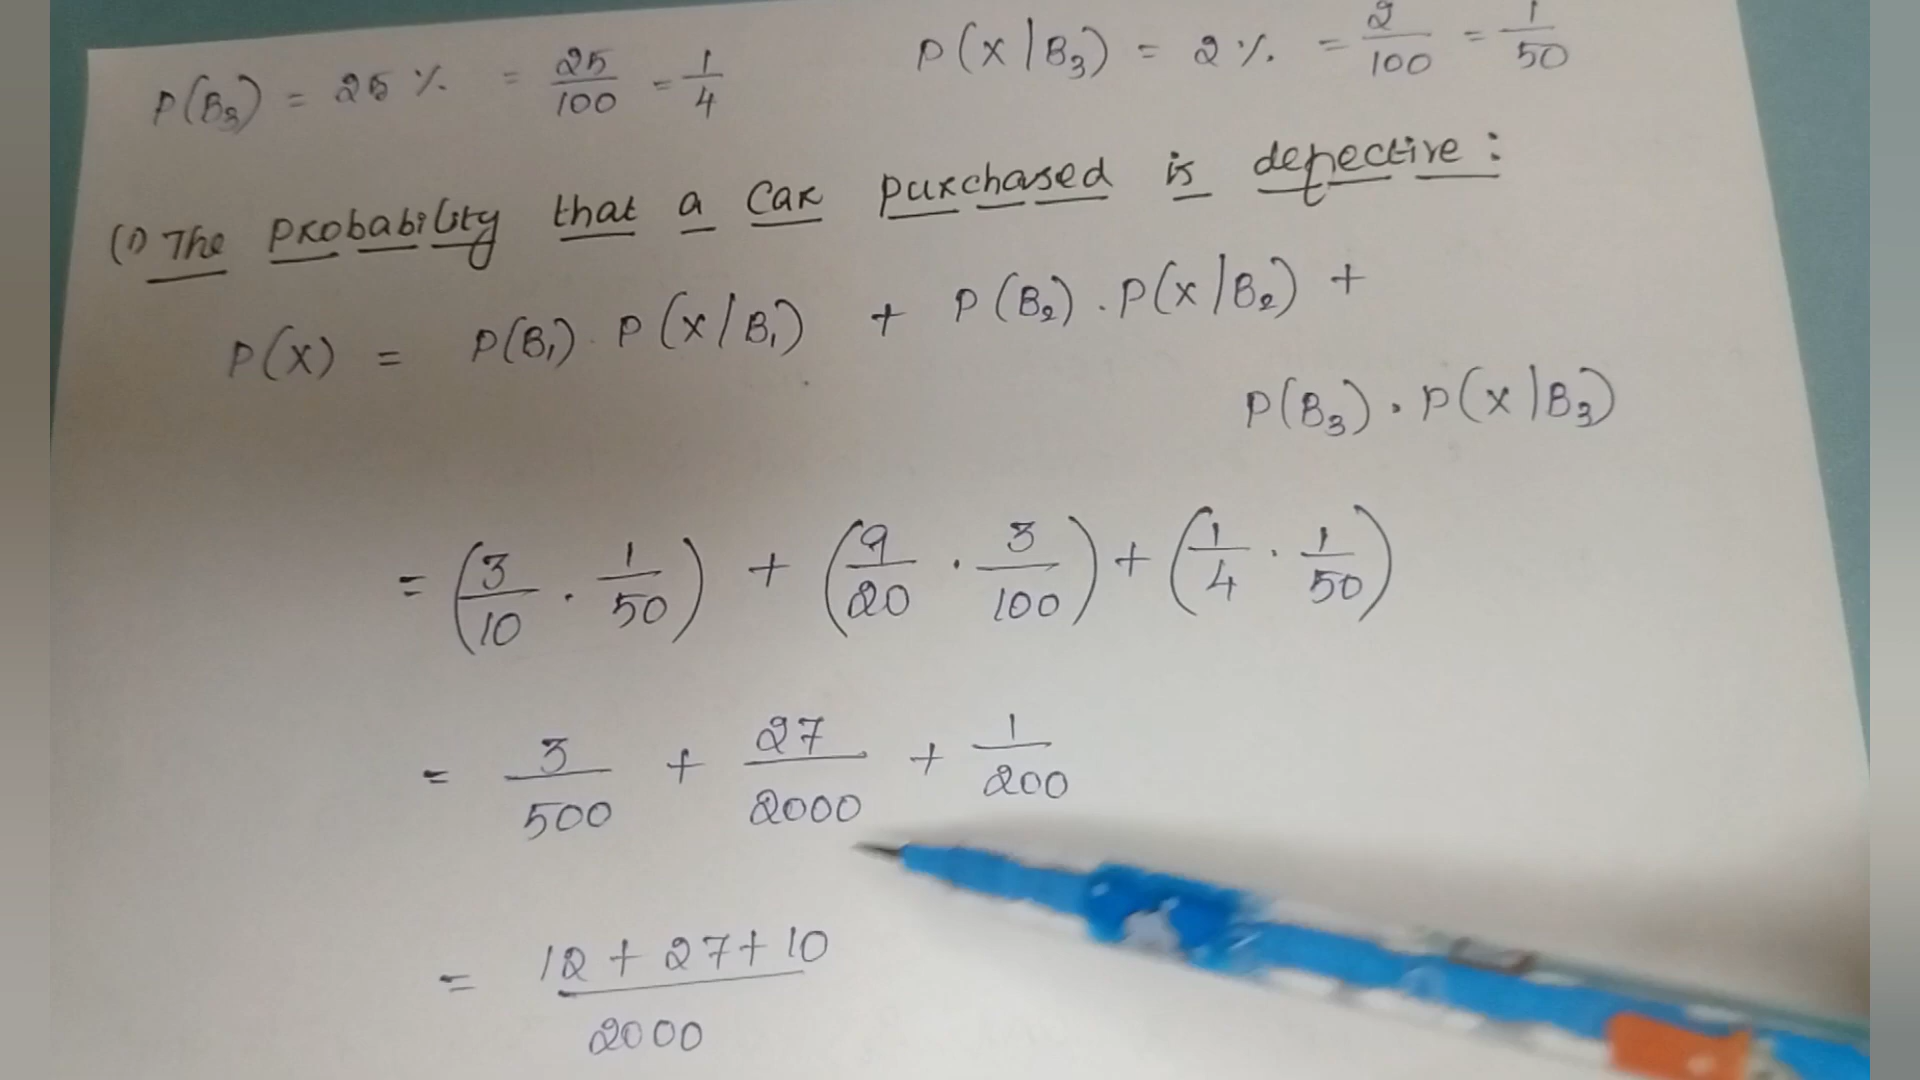 P(B₃) = 25 % = 25/100 = 1/4    P(X|B₃) = 2 % = 2/100 = 1/50
(1) The probability that a Car purchased is defective :
P(X) = P(B₁) · P(X/B₁) + P(B₂) · P(X/B₂) +
P(B₃) · P(X|B₃)
= (3/10 · 1/50) + (9/20 · 3/100) + (1/4 · 1/50)
= 3/500 + 27/2000 + 1/200
= 12 + 27 + 10 / 2000